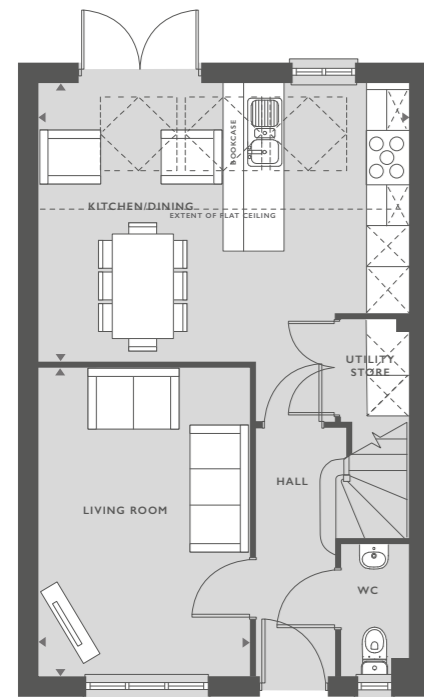 BOOKCASE
KITCHEN/DINING
EXTENT OF FLAT CEILING
UTILITY
STORE
HALL
LIVING ROOM
WC